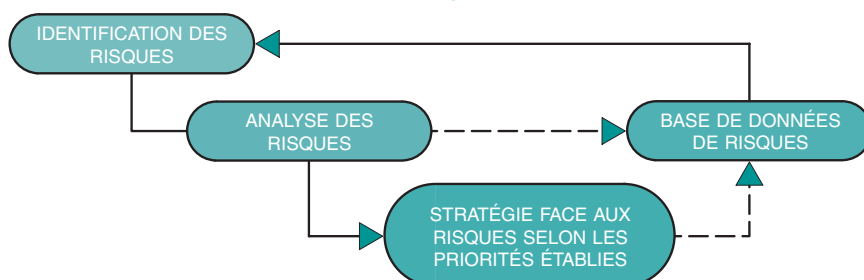 IDENTIFICATION DES
RISQUES
ANALYSE DES
RISQUES
BASE DE DONNÉES
DE RISQUES
STRATÉGIE FACE AUX
RISQUES SELON LES
PRIORITÉS ÉTABLIES